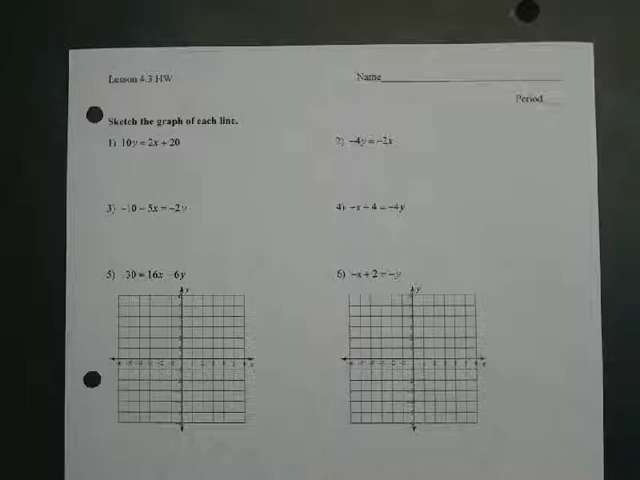 Lesson 4.3 HW
Name
Period
Sketch the graph of each line.
1) 10y = 2x + 20
2) −4y = −2x
3) −10 − 5x = −2y
4) −x + 4 = −4y
5) −30 = 16x − 6y
6) −x + 2 = −y
y
x
y
x